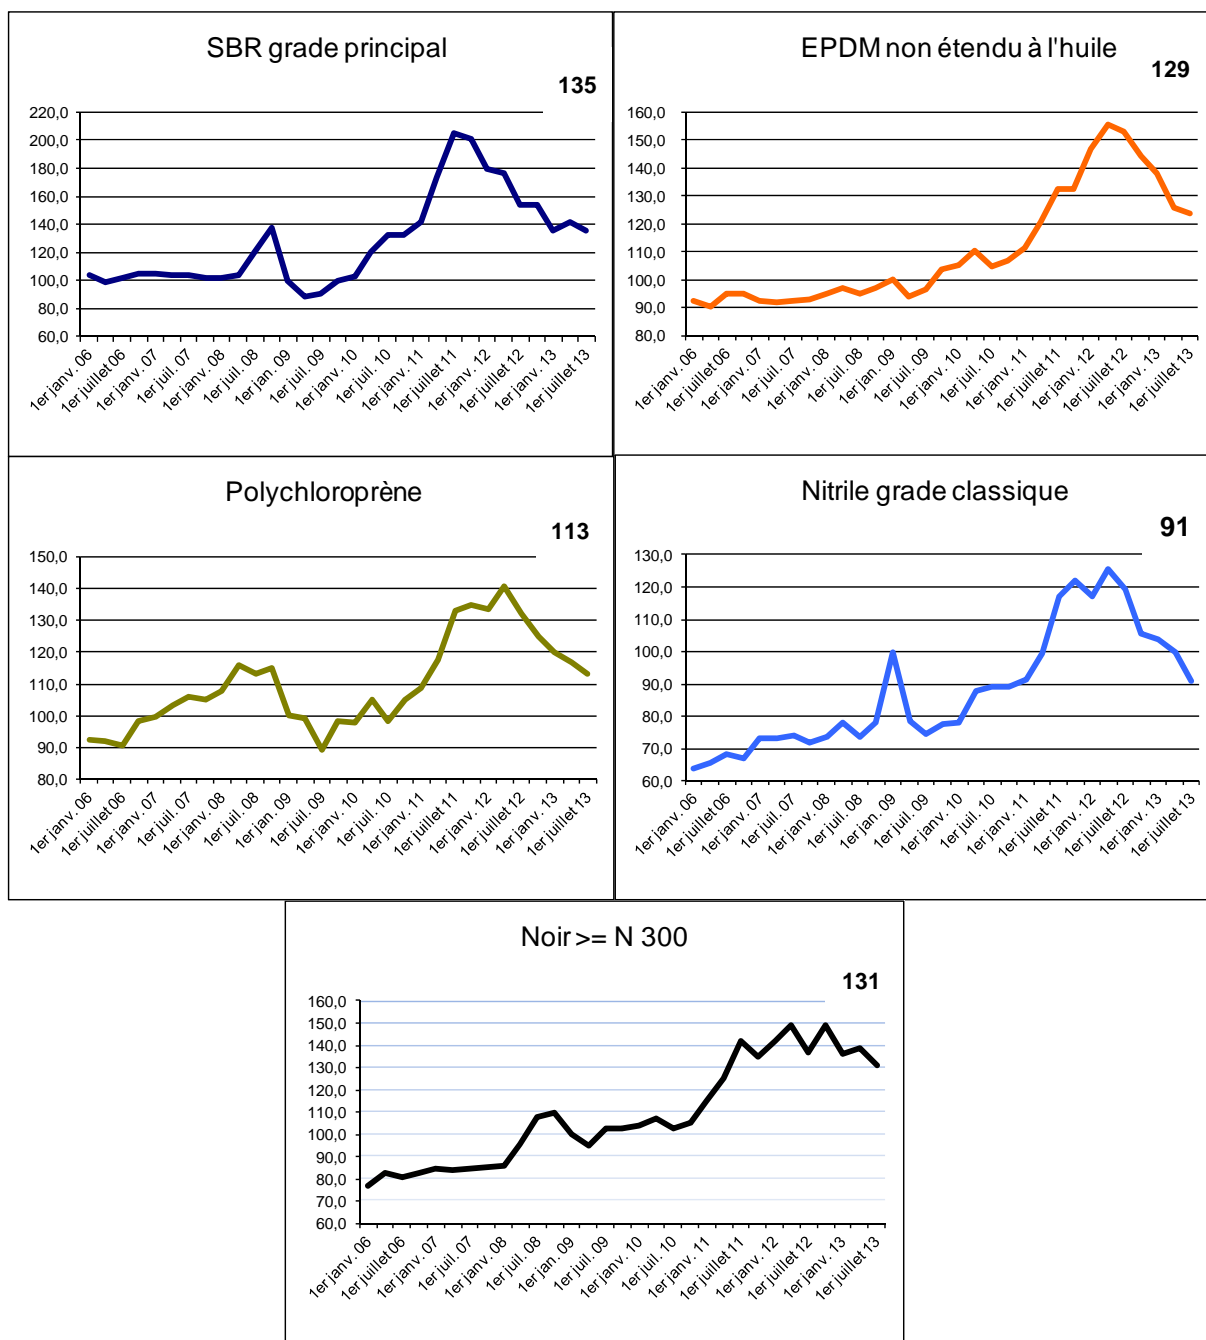 SBR grade principal
135
220,0
200,0
180,0
160,0
140,0
120,0
100,0
80,0
60,0
1er janv. 06
1er juillet 06
1er janv. 07
1er juil. 07
1er janv. 08
1er juil. 08
1er jan. 09
1er juil. 09
1er janv. 10
1er juil. 10
1er janv. 11
1er juillet 11
1er janv. 12
1er juillet 12
1er janv. 13
1er juillet 13
EPDM non étendu à l'huile
129
160,0
150,0
140,0
130,0
120,0
110,0
100,0
90,0
80,0
1er janv. 06
1er juillet 06
1er janv. 07
1er juil. 07
1er janv. 08
1er juil. 08
1er jan. 09
1er juil. 09
1er janv. 10
1er juil. 10
1er janv. 11
1er juillet 11
1er janv. 12
1er juillet 12
1er janv. 13
1er juillet 13
Polychloroprène
113
150,0
140,0
130,0
120,0
110,0
100,0
90,0
80,0
1er janv. 06
1er juillet 06
1er janv. 07
1er juil. 07
1er janv. 08
1er juil. 08
1er jan. 09
1er juil. 09
1er janv. 10
1er juil. 10
1er janv. 11
1er juillet 11
1er janv. 12
1er juillet 12
1er janv. 13
1er juillet 13
Nitrile grade classique
91
130,0
120,0
110,0
100,0
90,0
80,0
70,0
60,0
1er janv. 06
1er juillet 06
1er janv. 07
1er juil. 07
1er janv. 08
1er juil. 08
1er jan. 09
1er juil. 09
1er janv. 10
1er juil. 10
1er janv. 11
1er juillet 11
1er janv. 12
1er juillet 12
1er janv. 13
1er juillet 13
Noir >= N 300
131
160,0
150,0
140,0
130,0
120,0
110,0
100,0
90,0
80,0
70,0
60,0
1er janv. 06
1er juillet 06
1er janv. 07
1er juil. 07
1er janv. 08
1er juil. 08
1er jan. 09
1er juil. 09
1er janv. 10
1er juil. 10
1er janv. 11
1er juillet 11
1er janv. 12
1er juillet 12
1er janv. 13
1er juillet 13